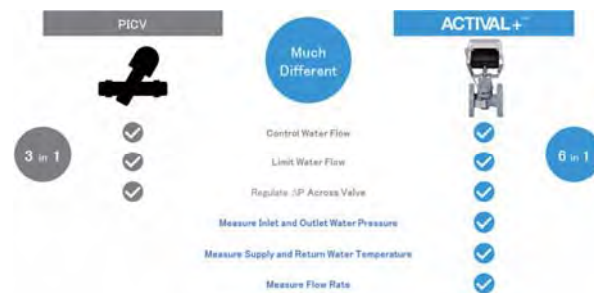 PICV
ACTIVAL+™
Much
Different
3 in 1
6 in 1
Control Water Flow
Limit Water Flow
Regulate ΔP Across Valve
Measure Inlet and Outlet Water Pressure
Measure Supply and Return Water Temperature
Measure Flow Rate